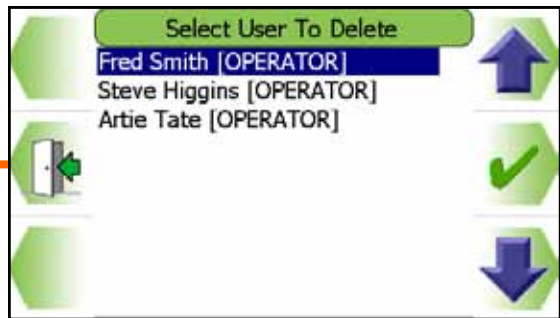 Select User To Delete
Fred Smith [OPERATOR]
Steve Higgins [OPERATOR]
Artie Tate [OPERATOR]